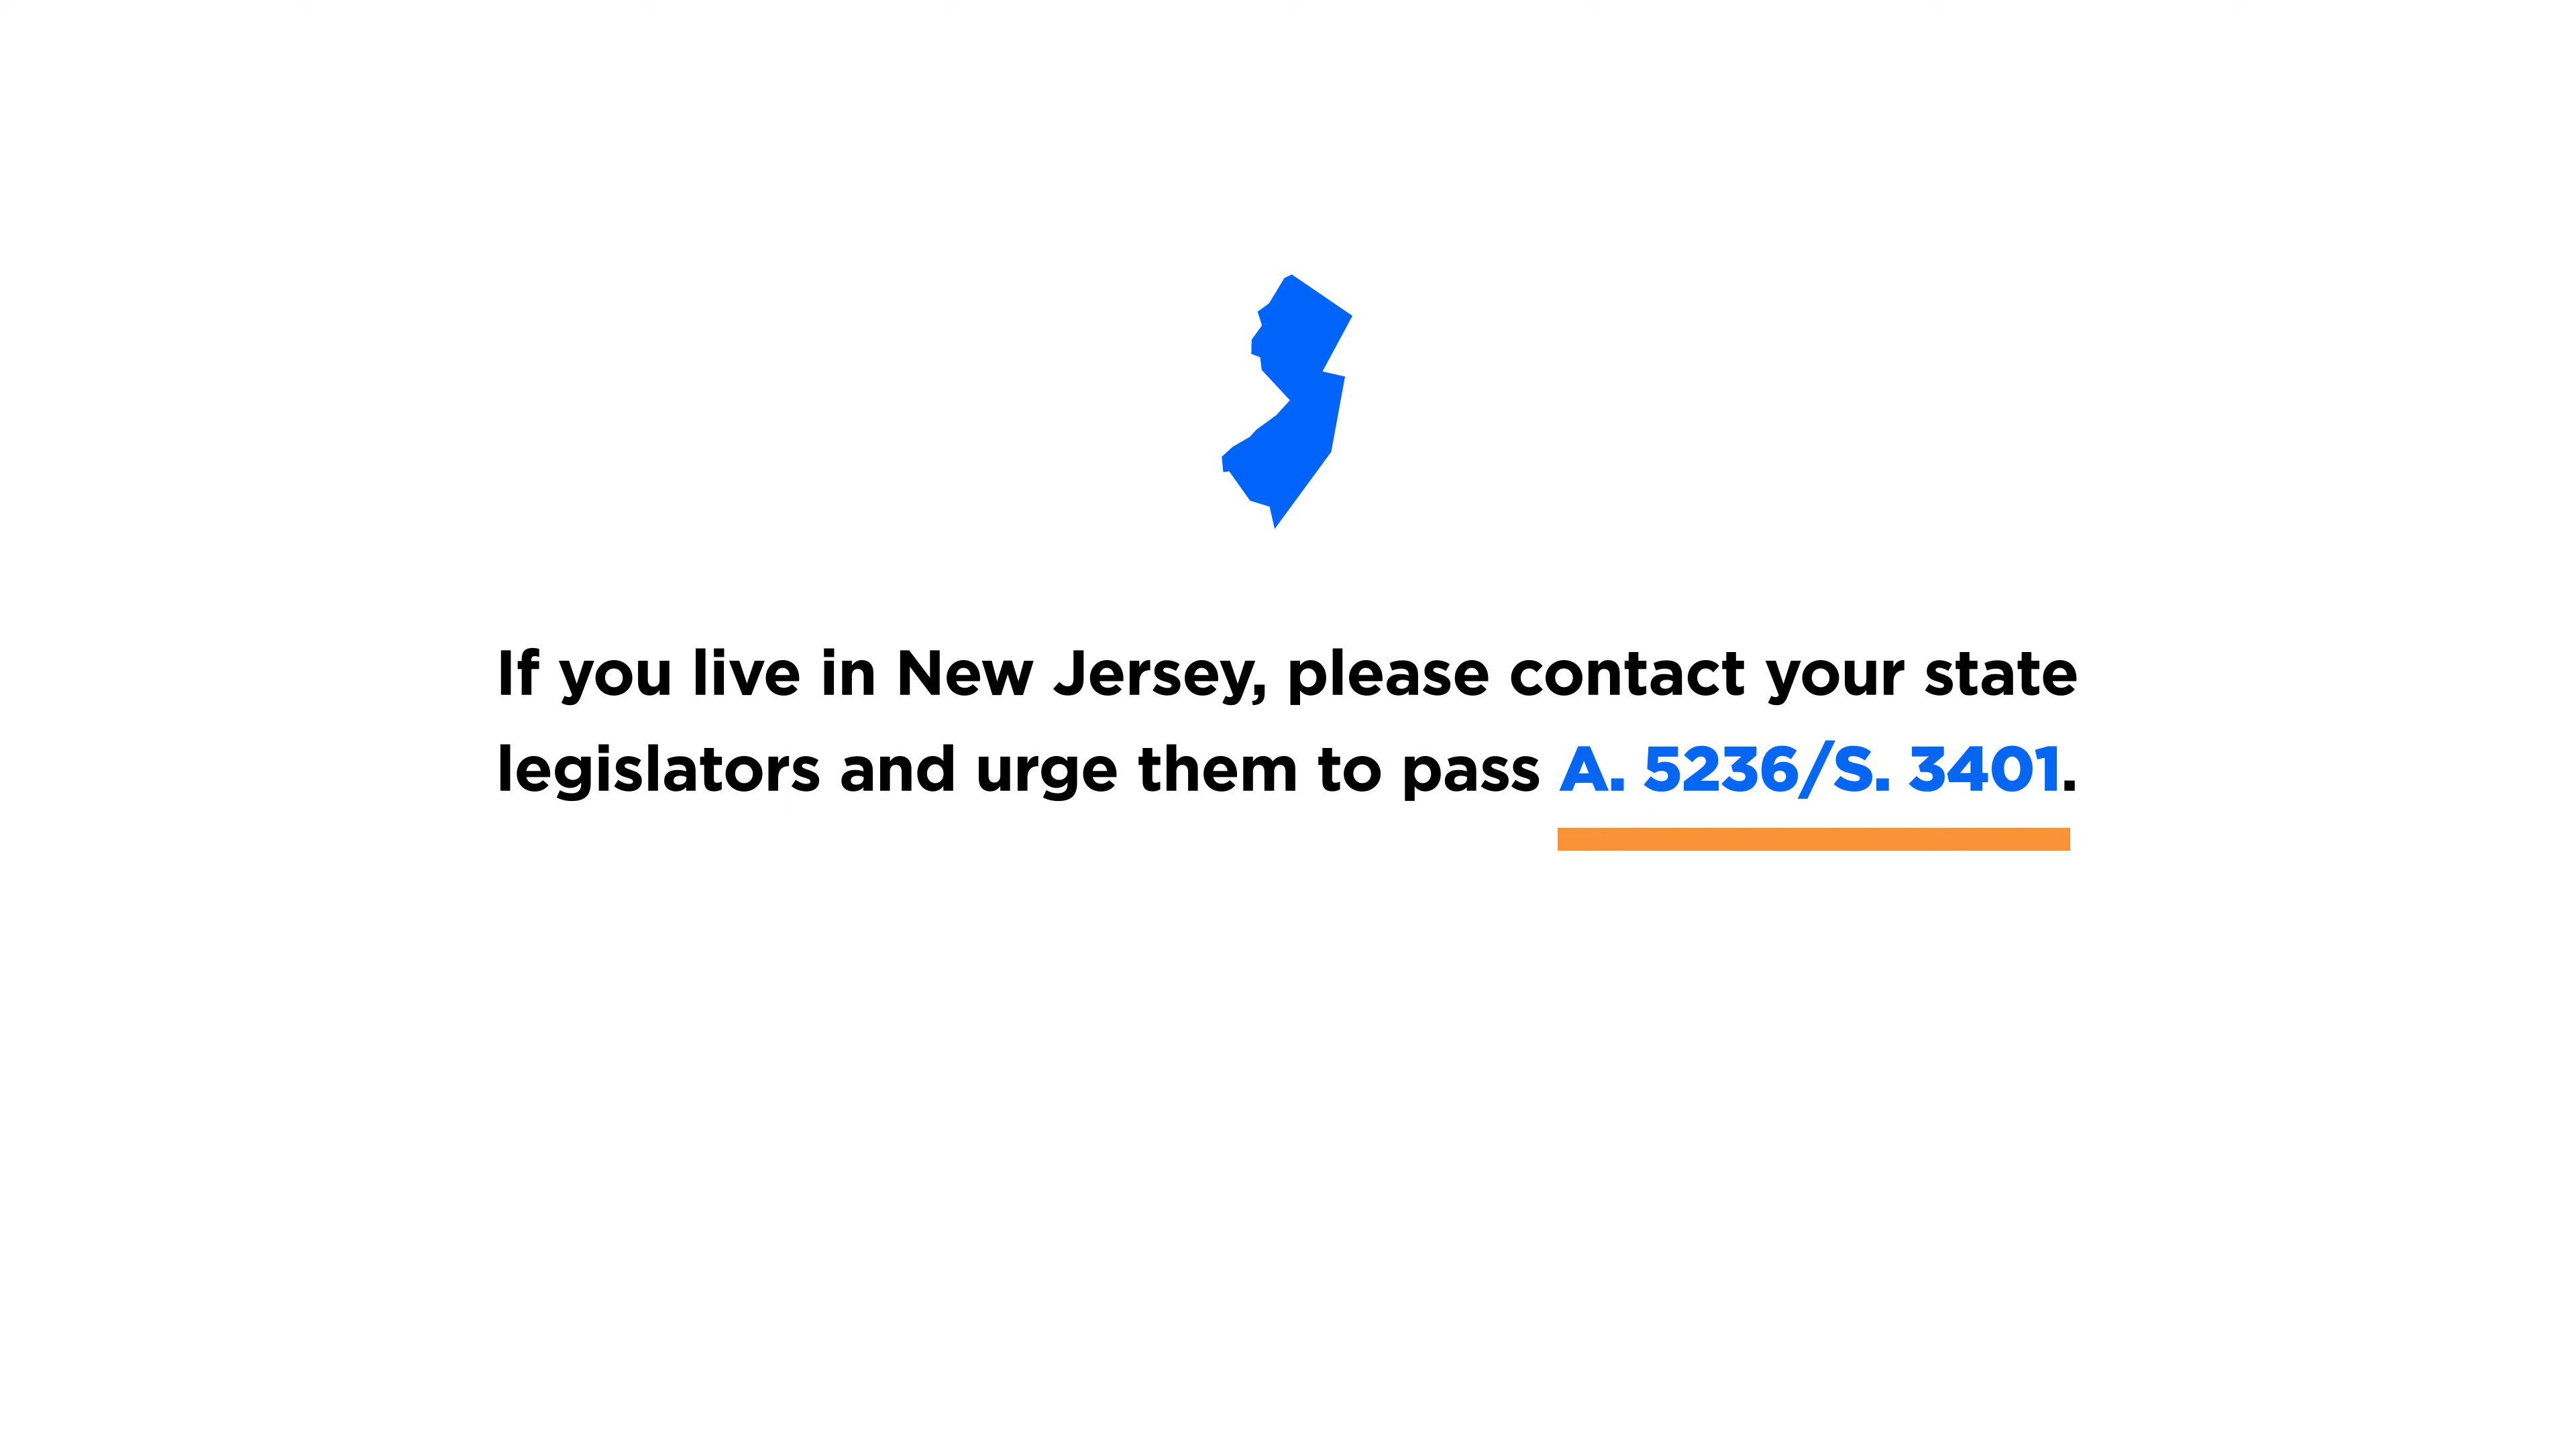 If you live in New Jersey, please contact your state
legislators and urge them to pass A. 5236/S. 3401.